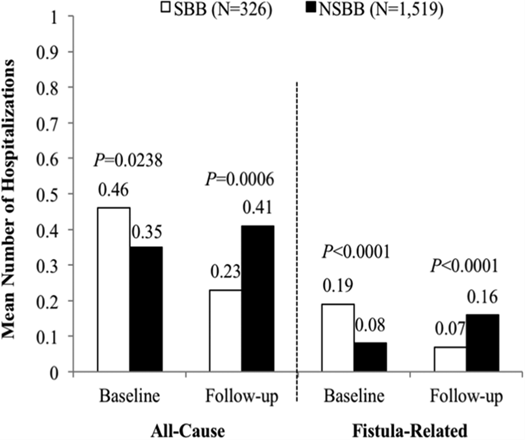 SBB (N=326) NSBB (N=1,519)
Mean Number of Hospitalizations
1
0.9
0.8
0.7
0.6
0.5
0.4
0.3
0.2
0.1
0
P=0.0238
0.46
0.35
P=0.0006
0.41
0.23
P<0.0001
0.19
0.08
P<0.0001
0.16
0.07
Baseline Follow-up Baseline Follow-up
All-Cause Fistula-Related